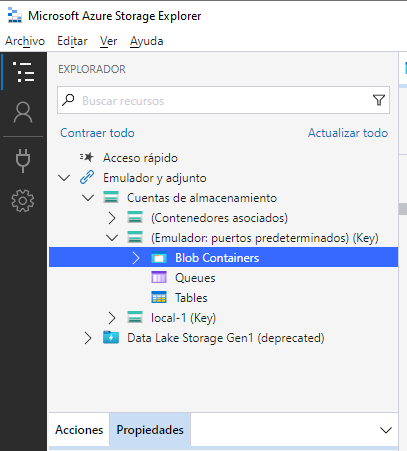 Microsoft Azure Storage Explorer
Archivo Editar Ver Ayuda
EXPLORADOR
Buscar recursos
Contraer todo Actualizar todo
Acceso rápido
Emulador y adjunto
Cuentas de almacenamiento
(Contenedores asociados)
(Emulador: puertos predeterminados) (Key)
Blob Containers
Queues
Tables
local-1 (Key)
Data Lake Storage Gen1 (deprecated)
Acciones Propiedades